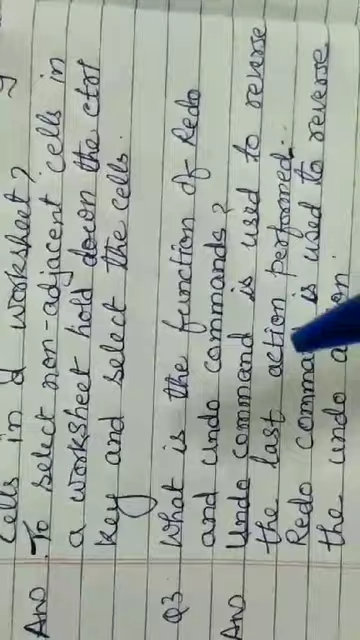 cells in a worksheet?
Ans. To select non-adjacent cells in
a worksheet hold down the ctrl
key and select the cells.
Q3. What is the function of Redo
and undo commands?
Ans Undo command is used to reverse
the last action performed.
Redo is used to reverse
the undo